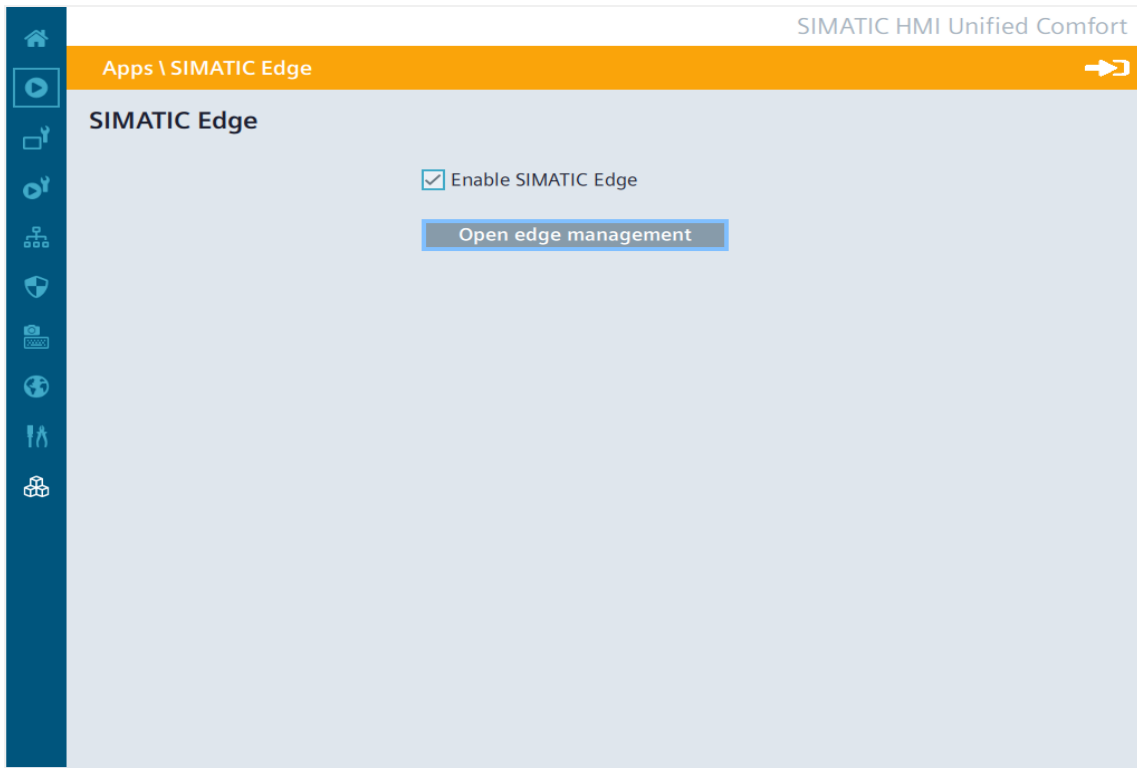 SIMATIC HMI Unified Comfort
Apps \ SIMATIC Edge
SIMATIC Edge
Enable SIMATIC Edge
Open edge management